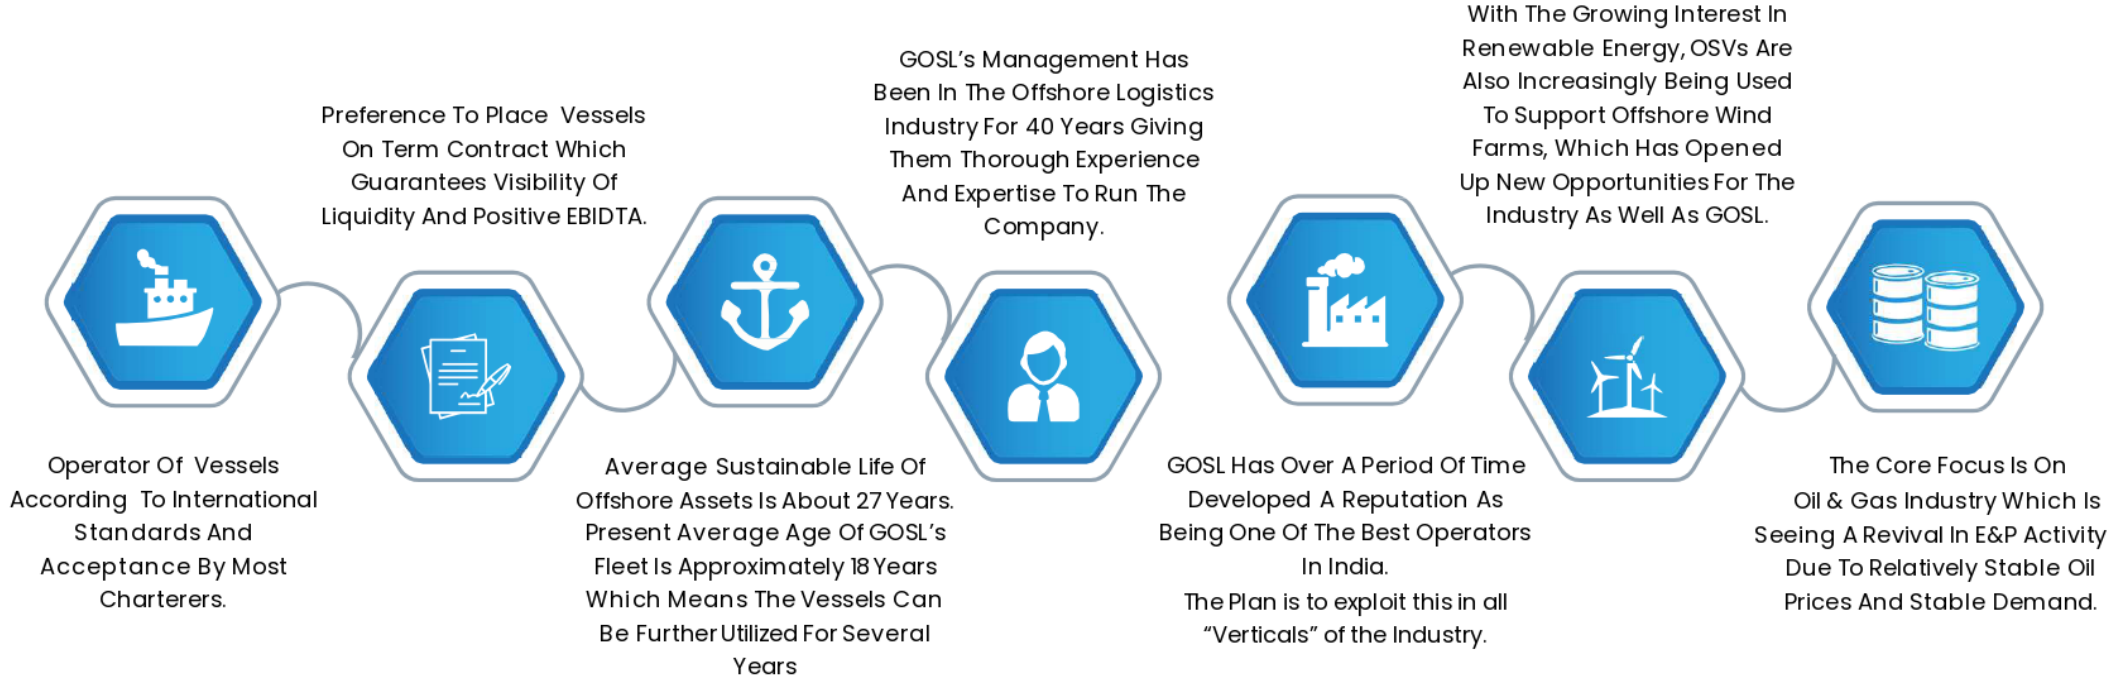 Operator Of Vessels
According To International
Standards And
Acceptance By Most
Charterers.
Preference To Place Vessels
On Term Contract Which
Guarantees Visibility Of
Liquidity And Positive EBIDTA.
Average Sustainable Life Of
Offshore Assets Is About 27 Years.
Present Average Age Of GOSL's
Fleet Is Approximately 18 Years
Which Means The Vessels Can
Be Further Utilized For Several
Years
GOSL's Management Has
Been In The Offshore Logistics
Industry For 40 Years Giving
Them Thorough Experience
And Expertise To Run The
Company.
GOSL Has Over A Period Of Time
Developed A Reputation As
Being One Of The Best Operators
In India.
The Plan is to exploit this in all
“Verticals” of the Industry.
With The Growing Interest In
Renewable Energy, OSVs Are
Also Increasingly Being Used
To Support Offshore Wind
Farms, Which Has Opened
Up New Opportunities For The
Industry As Well As GOSL.
The Core Focus Is On
Oil & Gas Industry Which Is
Seeing A Revival In E&P Activity
Due To Relatively Stable Oil
Prices And Stable Demand.